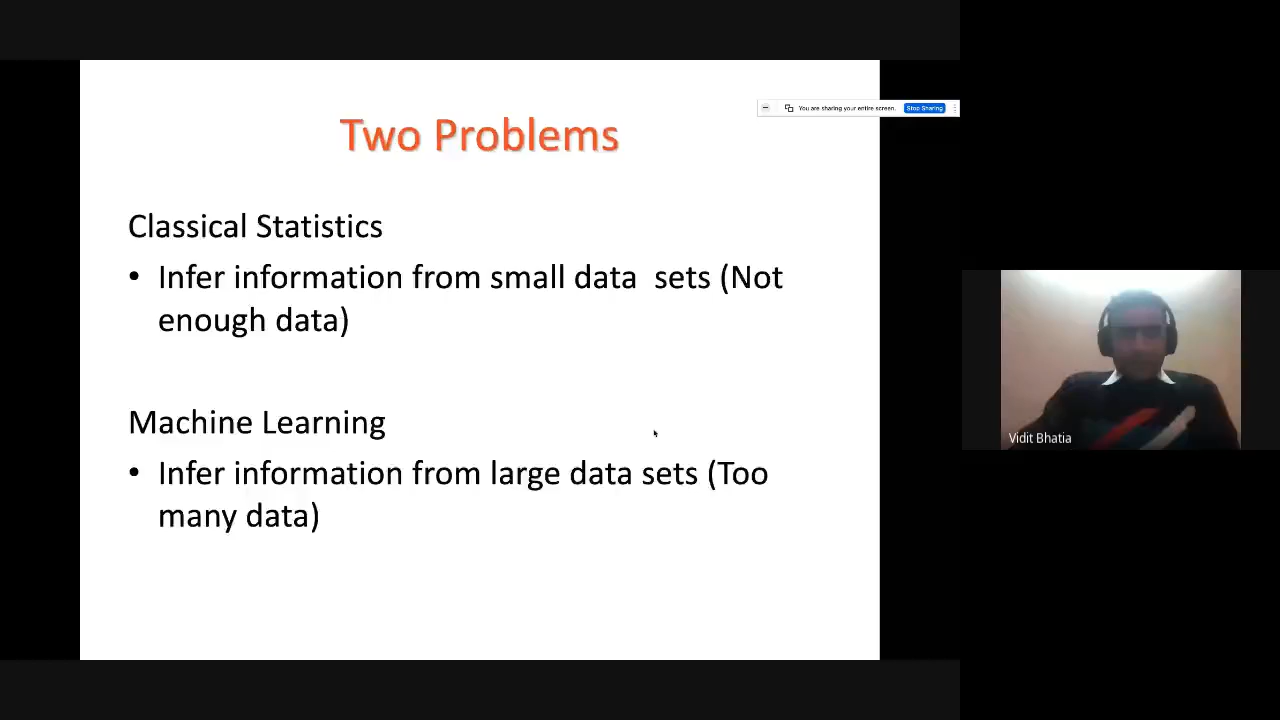 You are sharing your entire screen. Stop Sharing
Two Problems
Classical Statistics
• Infer information from small data  sets (Not
enough data)
Machine Learning
• Infer information from large data sets (Too
many data)
Vidit Bhatia